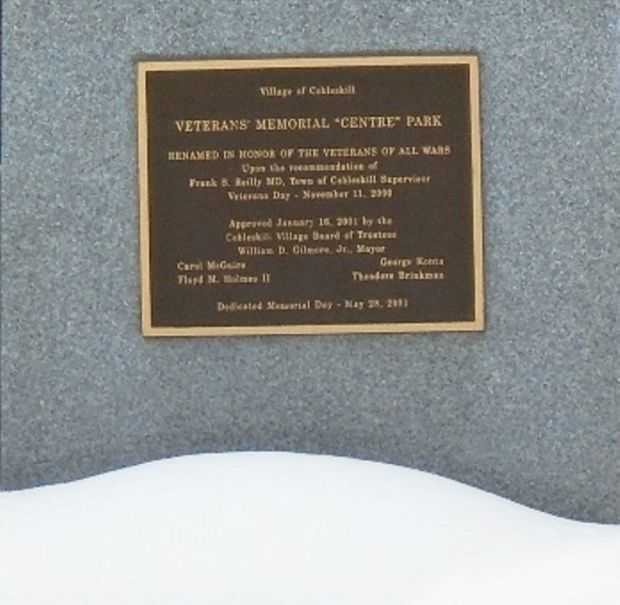 Village of Cobleskill
VETERANS' MEMORIAL "CENTRE" PARK
RENAMED IN HONOR OF THE VETERANS OF ALL WARS
Upon the recommendation of
Frank S. Reilly MD, Town of Cobleskill Supervisor
Veterans Day - November 11, 2000
Approved January 16, 2001 by the
Cobleskill Village Board of Trustees
William D. Gilmore, Jr., Mayor
Carol McGuire George
Floyd M. Holmes II Theodore Brinkman
Dedicated Memorial Day - May 28, 2001